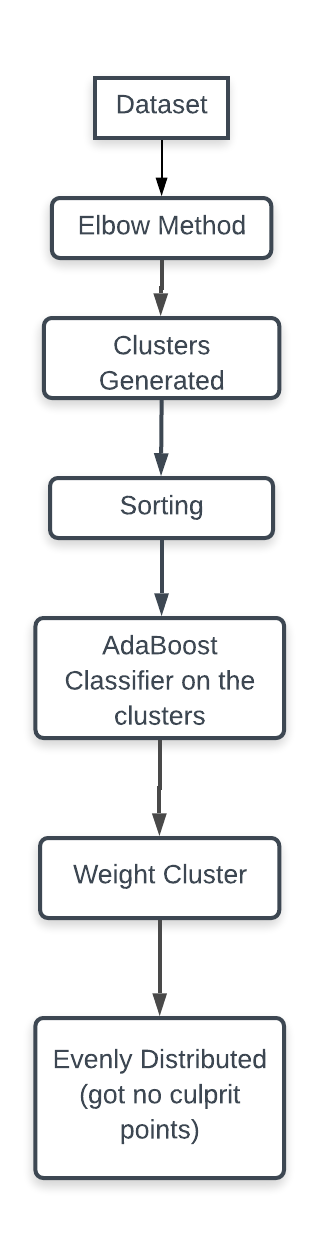 Dataset
Elbow Method
Clusters
Generated
Sorting
AdaBoost
Classifier on the
clusters
Weight Cluster
Evenly Distributed
(got no culprit
points)